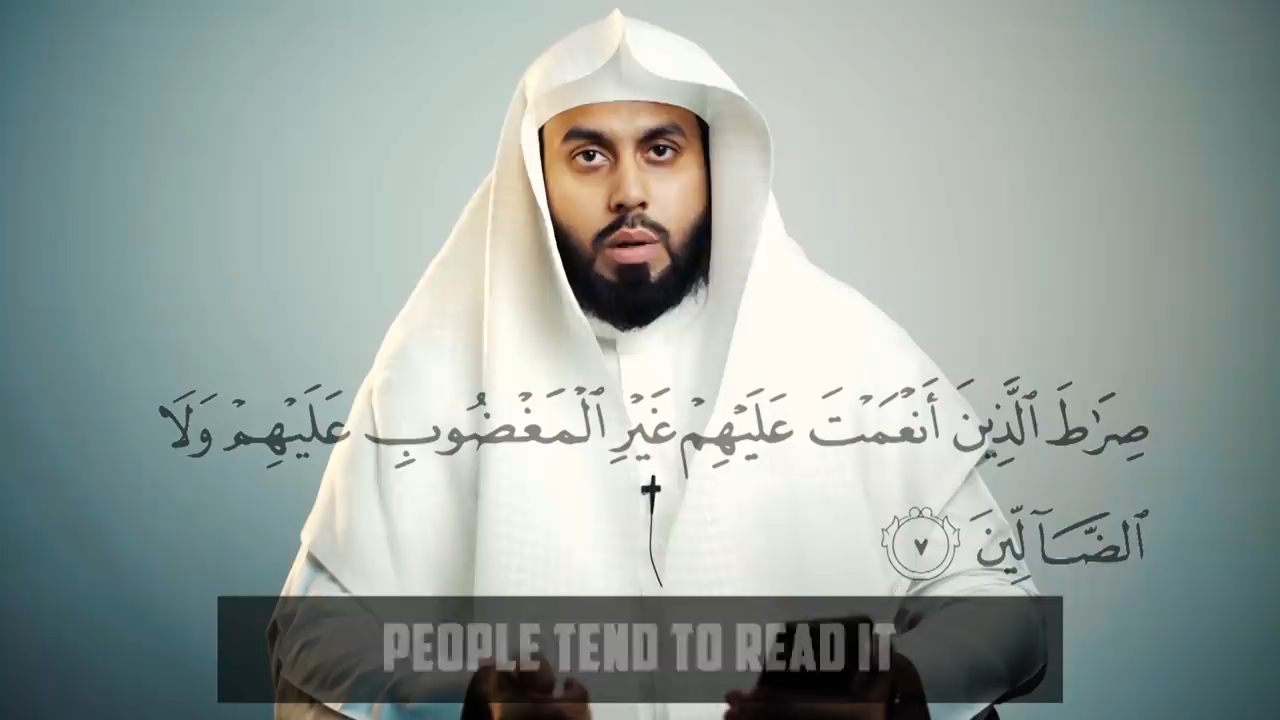 صِرَٰطَ ٱلَّذِينَ أَنْعَمْتَ عَلَيْهِمْ غَيْرِ ٱلْمَغْضُوبِ عَلَيْهِمْ وَلَا
ٱلضَّآلِّينَ ٧
PEOPLE TEND TO READ IT